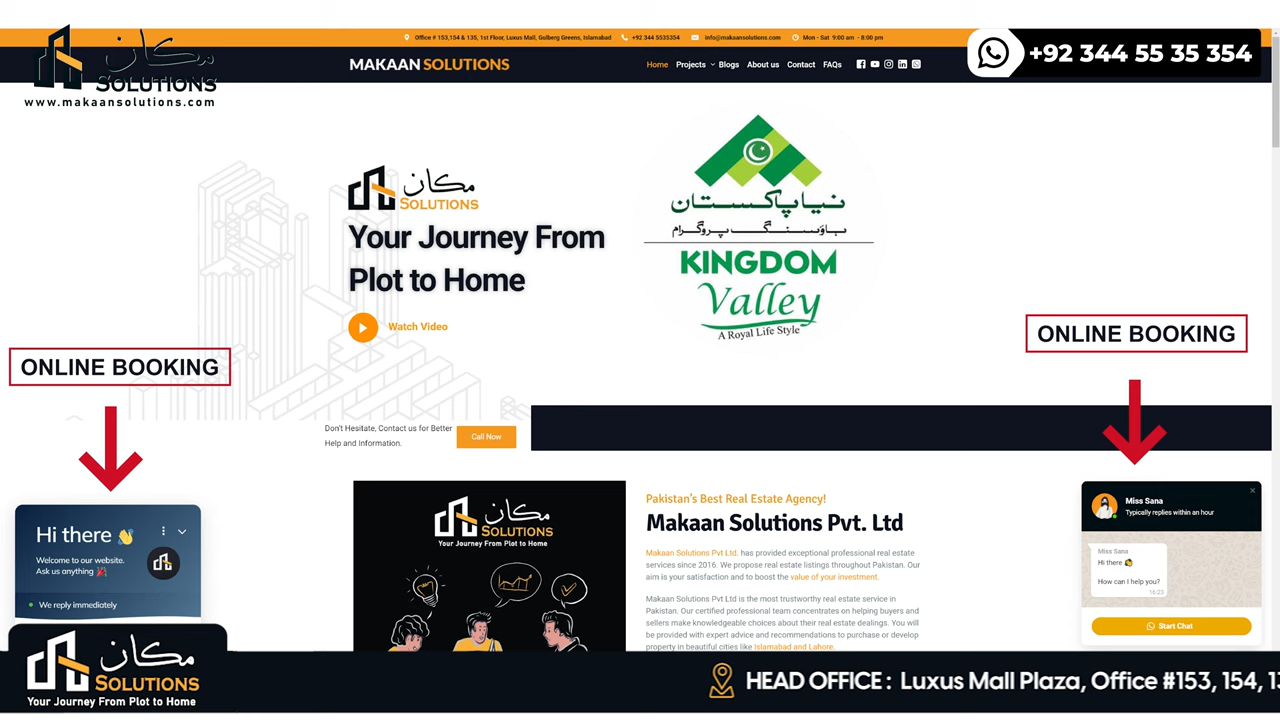 Office # 153,154 & 135, 1st Floor, Luxus Mall, Gulberg Greens, Islamabad
+92 344 5535354
info@makaansolutions.com
Mon - Sat 9:00 am - 8:00 pm
مكان
SOLUTIONS
www.makaansolutions.com
MAKAAN SOLUTIONS
Home Projects Blogs About us Contact FAQs
+92 344 55 35 354
مكان
SOLUTIONS
Your Journey From
Plot to Home
Watch Video
نیا پاکستان
ہاؤسنگ پروگرام
KINGDOM
Valley
A Royal Life Style
ONLINE BOOKING
ONLINE BOOKING
Don't Hesitate, Contact us for Better
Help and Information.
Call Now
Hi there 👋
Welcome to our website.
Ask us anything 🎉
We reply immediately
مكان
SOLUTIONS
Your Journey From Plot to Home
Pakistan's Best Real Estate Agency!
Makaan Solutions Pvt. Ltd
Makaan Solutions Pvt Ltd. has provided exceptional professional real estate
services since 2016. We propose real estate listings throughout Pakistan. Our
aim is your satisfaction and to boost the value of your investment.
Makaan Solutions Pvt Ltd is the most trustworthy real estate service in
Pakistan. Our certified professional team concentrates on helping buyers and
sellers make knowledgeable choices about their real estate dealings. You will
be provided with expert advice and recommendations to purchase or develop
property in beautiful cities like Islamabad and Lahore.
Miss Sana
Typically replies within an hour
Miss Sana
Hi there 👋
How can I help you?
16:23
Start Chat
مكان
SOLUTIONS
Your Journey From Plot to Home
HEAD OFFICE : Luxus Mall Plaza, Office #153, 154, 13